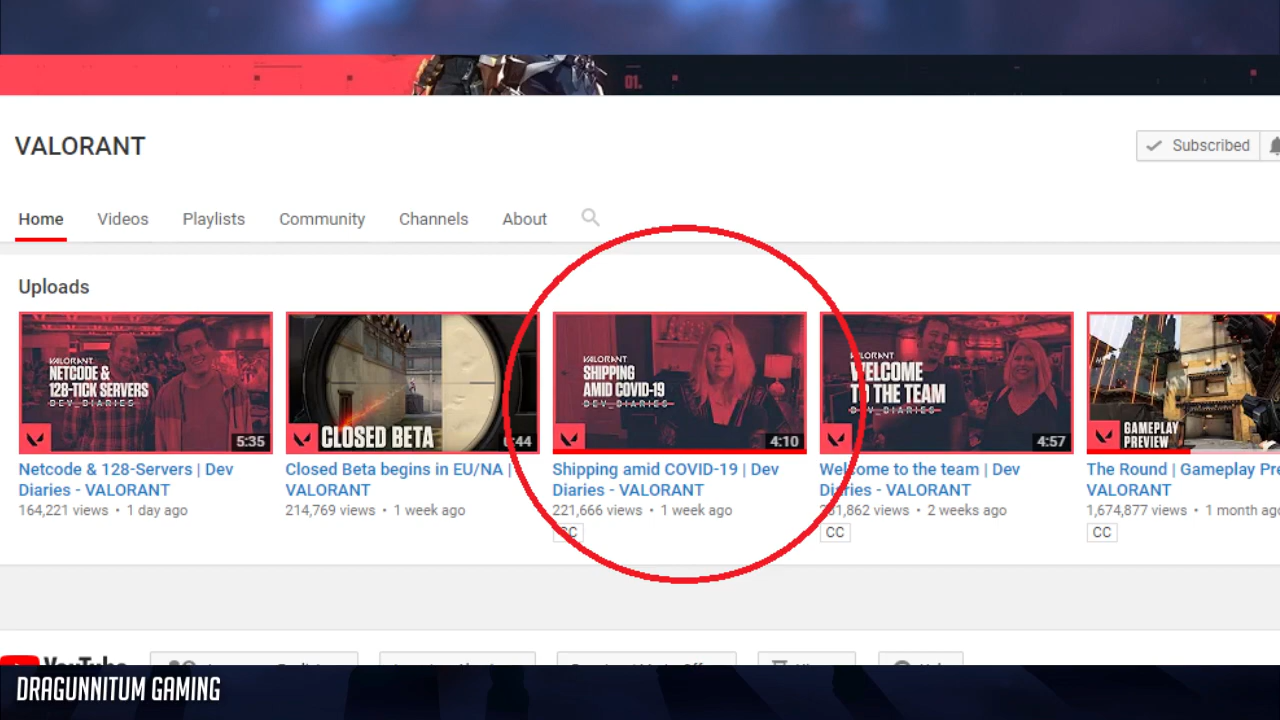 01.
VALORANT
Subscribed
Home Videos Playlists Community Channels About
Uploads
VALORANT
NETCODE &
128-TICK SERVERS
DEV_DIARIES
5:35
CLOSED BETA
:44
VALORANT
SHIPPING
AMID COVID-19
DEV_DIARIES
4:10
VALORANT
WELCOME
TO THE TEAM
DEV_DIARIES
4:57
GAMEPLAY
PREVIEW
Netcode & 128-Servers | Dev
Diaries - VALORANT
164,221 views • 1 day ago
Closed Beta begins in EU/NA |
VALORANT
214,769 views • 1 week ago
Shipping amid COVID-19 | Dev
Diaries - VALORANT
221,666 views • 1 week ago
CC
Welcome to the team | Dev
Diaries - VALORANT
views • 2 weeks ago
CC
The Round | Gameplay Pre
VALORANT
1,674,877 views • 1 month ago
CC
YouTube
DRAGUNNITUM GAMING